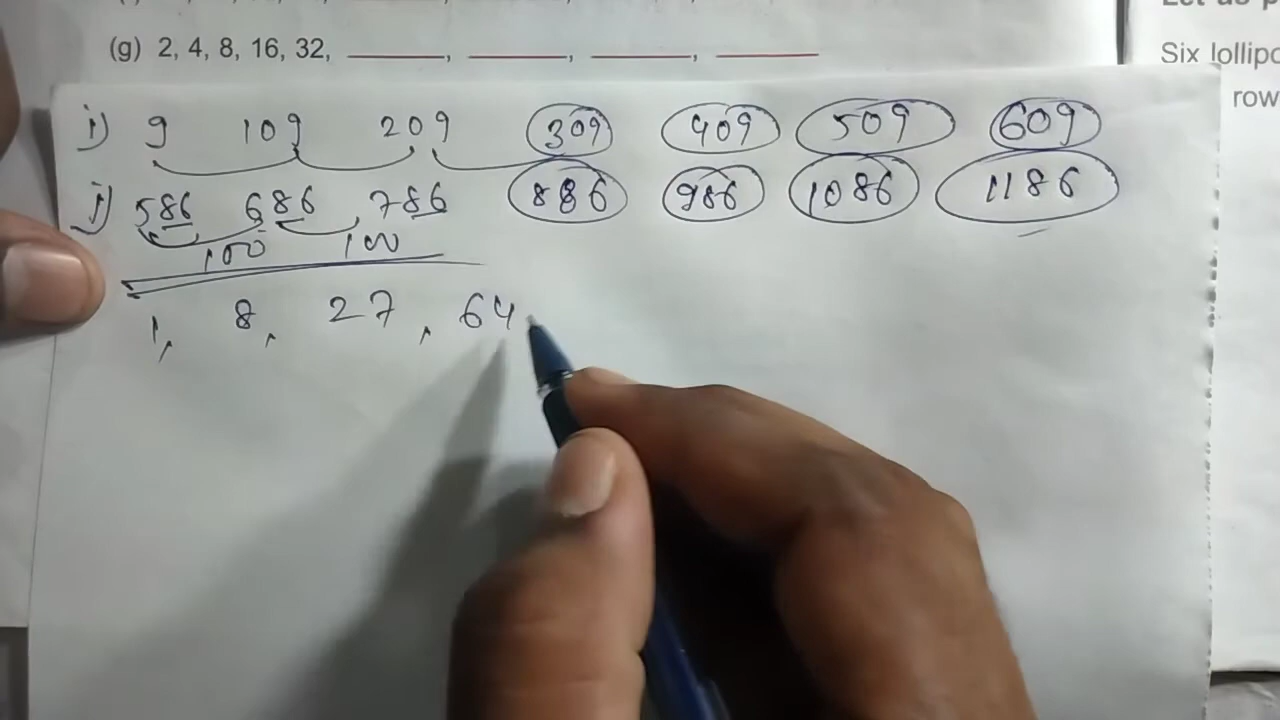 (g) 2, 4, 8, 16, 32, ______, ______, ______, ______
Six
row
i) 9 109 209 309 409 509 609
j) 586 686 786 886 986 1086 1186
100 100
1, 8, 27, 64